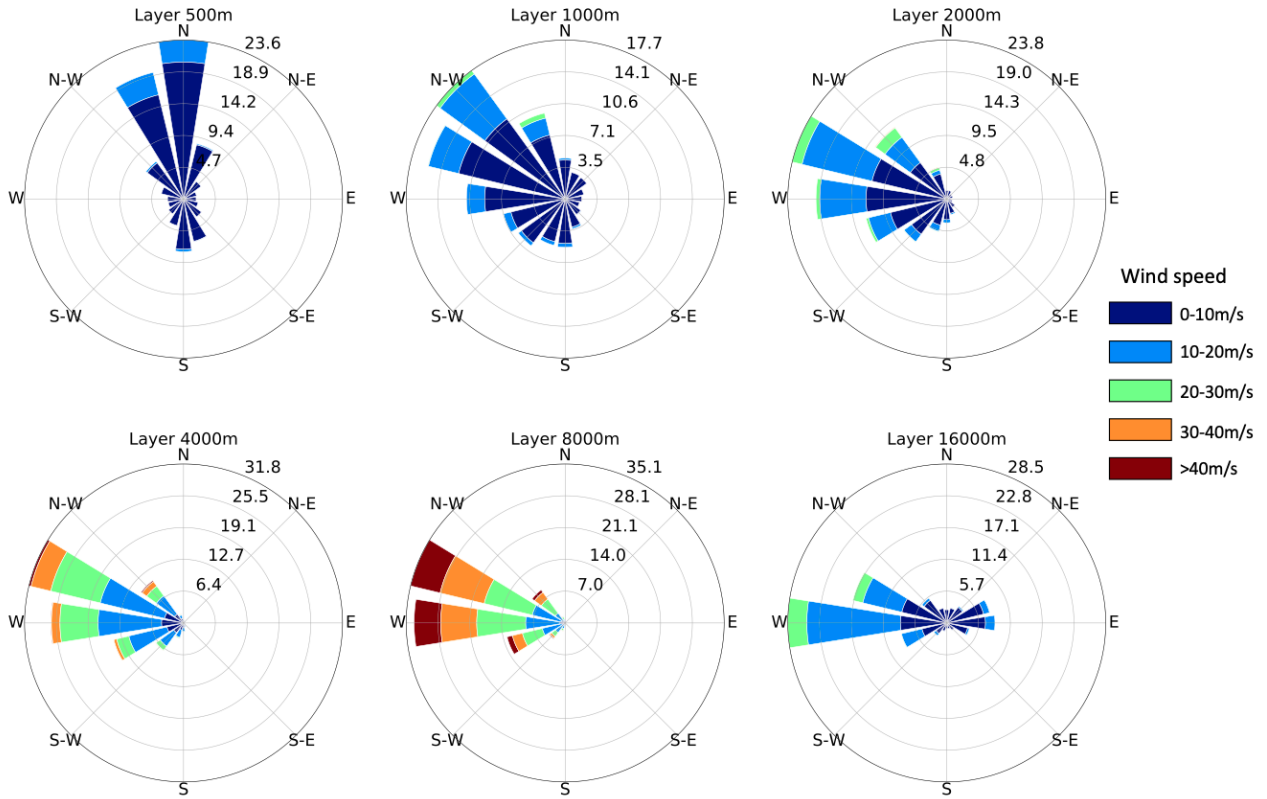 Layer 500m
N
23.6
18.9
14.2
9.4
4.7
N-W
N-E
W
E
S-W
S-E
S
Layer 1000m
N
17.7
14.1
10.6
7.1
3.5
N-W
N-E
W
E
S-W
S-E
S
Layer 2000m
N
23.8
19.0
14.3
9.5
4.8
N-W
N-E
W
E
S-W
S-E
S
Wind speed
0-10m/s
10-20m/s
20-30m/s
30-40m/s
>40m/s
Layer 4000m
N
31.8
25.5
19.1
12.7
6.4
N-W
N-E
W
E
S-W
S-E
S
Layer 8000m
N
35.1
28.1
21.1
14.0
7.0
N-W
N-E
W
E
S-W
S-E
S
Layer 16000m
N
28.5
22.8
17.1
11.4
5.7
N-W
N-E
W
E
S-W
S-E
S